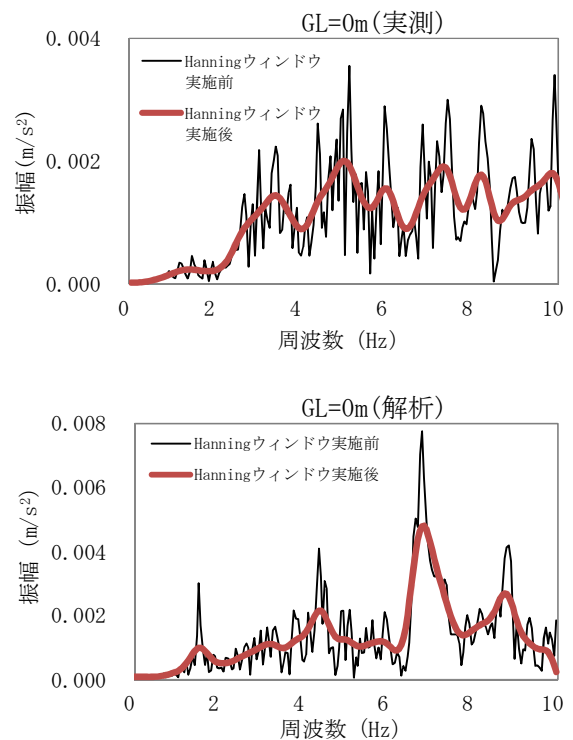 GL=0m(実測)
0.004
0.002
0.000
振幅(m/s²)
Hanningウィンドウ
実施前
Hanningウィンドウ
実施後
0 2 4 6 8 10
周波数 (Hz)
GL=0m(解析)
0.008
0.006
0.004
0.002
0.000
振幅 (m/s²)
Hanningウィンドウ実施前
Hanningウィンドウ実施後
0 2 4 6 8 10
周波数 (Hz)